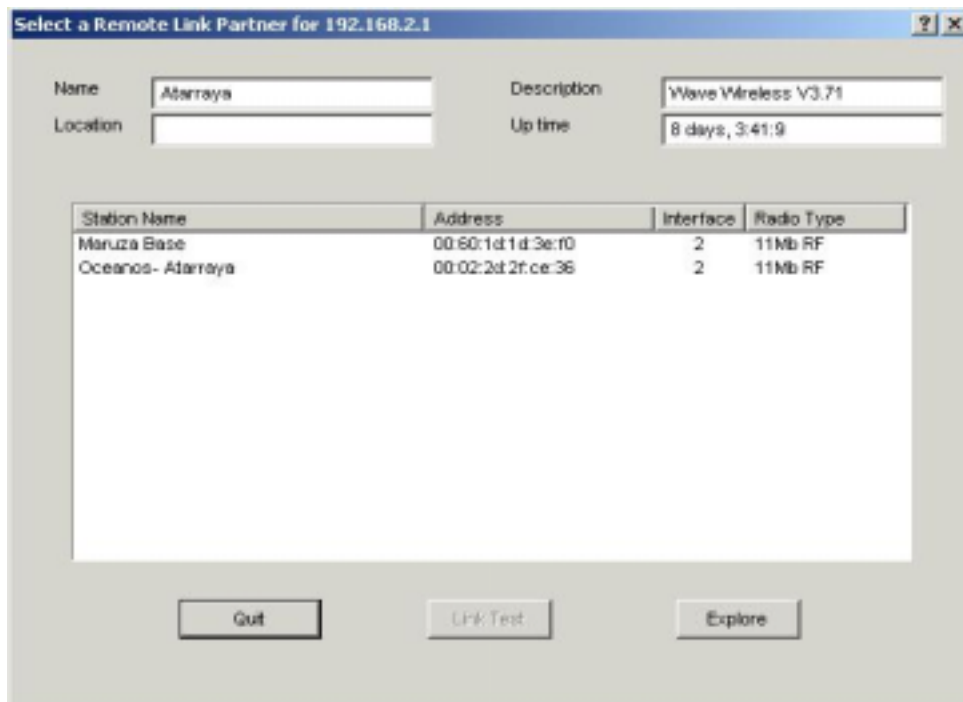 Select a Remote Link Partner for 192.168.2.1
Name Atarraya Description Wave Wireless V3.71
Location Up time 8 days, 3:41:9
Station Name Address Interface Radio Type
Maruza Base 00:60:1d:1d:3e:f0 2 11Mb RF
Oceanos- Atarraya 00:02:2d:2f:ce:36 2 11Mb RF
Quit Link Test Explore